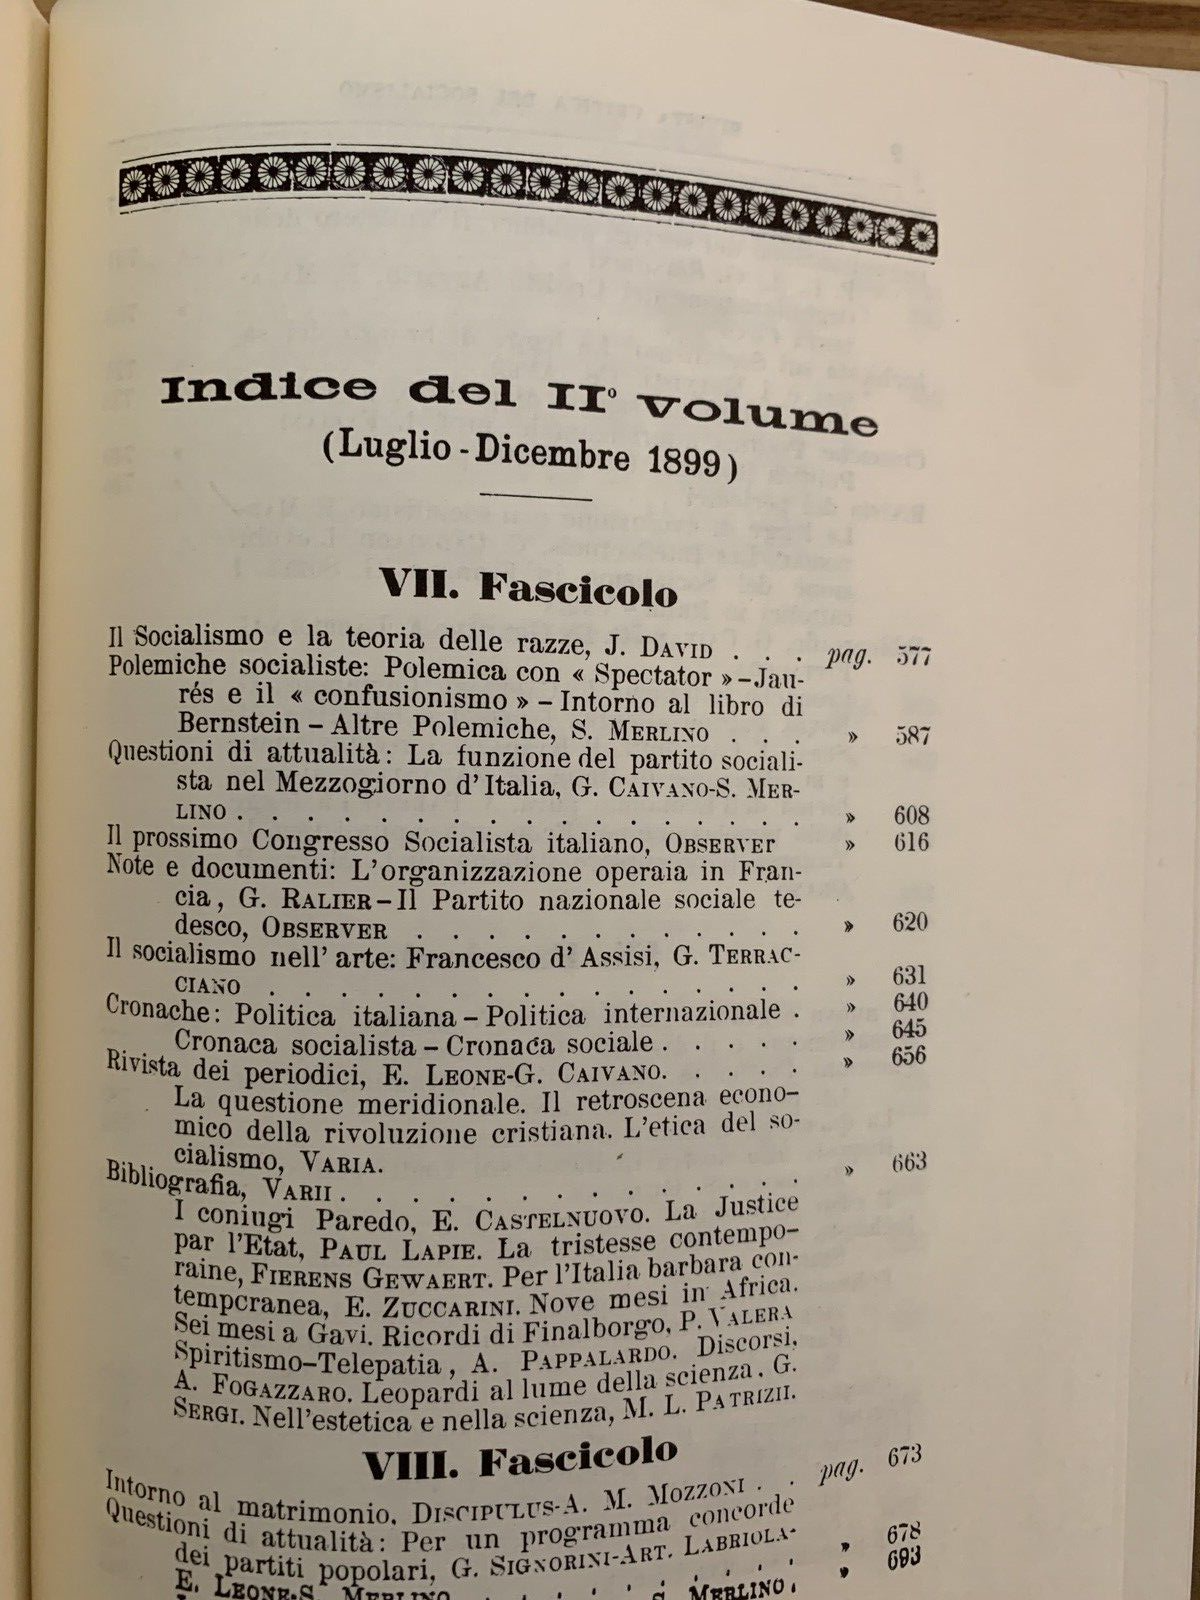 Indice del II° volume
(Luglio - Dicembre 1899)
VII. Fascicolo
Il Socialismo e la teoria delle razze, J. DAVID . . . pag. 577
Polemiche socialiste: Polemica con « Spectator » – Jau-
rés e il « confusionismo » – Intorno al libro di
Bernstein – Altre Polemiche, S. MERLINO . . . » 587
Questioni di attualità: La funzione del partito sociali-
sta nel Mezzogiorno d'Italia, G. CAIVANO-S. MER-
LINO . . . . . . . . . . . . . . . . » 608
Il prossimo Congresso Socialista italiano, OBSERVER » 616
Note e documenti: L'organizzazione operaia in Fran-
cia, G. RALIER – Il Partito nazionale sociale te-
desco, OBSERVER . . . . . . . . . . . » 620
Il socialismo nell' arte: Francesco d' Assisi, G. TERRAC-
CIANO . . . . . . . . . . . . . . . » 631
Cronache: Politica italiana – Politica internazionale . » 640
Cronaca socialista – Cronaca sociale . . . . . » 645
Rivista dei periodici, E. LEONE-G. CAIVANO. . . . . » 656
La questione meridionale. Il retroscena econo-
mico della rivoluzione cristiana. L'etica del so-
cialismo, VARIA.
Bibliografia, VARII . . . . . . . . . . . . . » 663
I coniugi Paredo, E. CASTELNUOVO. La Justice
par l'Etat, PAUL LAPIE. La tristesse contempo-
raine, FIERENS GEWAERT. Per l'Italia barbara con-
tempcranea, E. ZUCCARINI. Nove mesi in Africa.
Sei mesi a Gavi. Ricordi di Finalborgo, P. VALERA
Spiritismo–Telepatia, A. PAPPALARDO. Discorsi,
A. FOGAZZARO. Leopardi al lume della scienza, G.
SERGI. Nell'estetica e nella scienza, M. L. PATRIZII.
VIII. Fascicolo
Intorno al matrimonio, DISCIPULUS-A. M. MOZZONI . . pag. 673
Questioni di attualità: Per un programma concorde
dei partiti popolari, G. SIGNORINI-ART. LABRIOLA-
E. LEONE-S. MERLINO . . . . . » 678
S. MERLINO. » 693